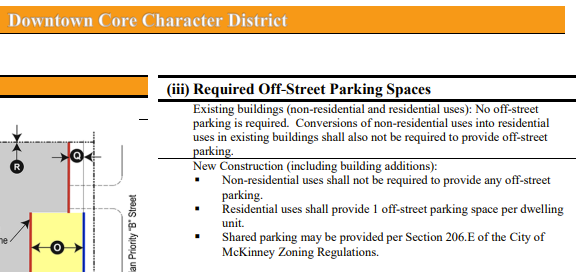 Downtown Core Character District
(iii) Required Off-Street Parking Spaces
Existing buildings (non-residential and residential uses): No off-street
parking is required. Conversions of non-residential uses into residential
uses in existing buildings shall also not be required to provide off-street
parking.
New Construction (including building additions):
▪ Non-residential uses shall not be required to provide any off-street
parking.
▪ Residential uses shall provide 1 off-street parking space per dwelling
unit.
▪ Shared parking may be provided per Section 206.E of the City of
McKinney Zoning Regulations.
Q
R
O
Priority "B" Street